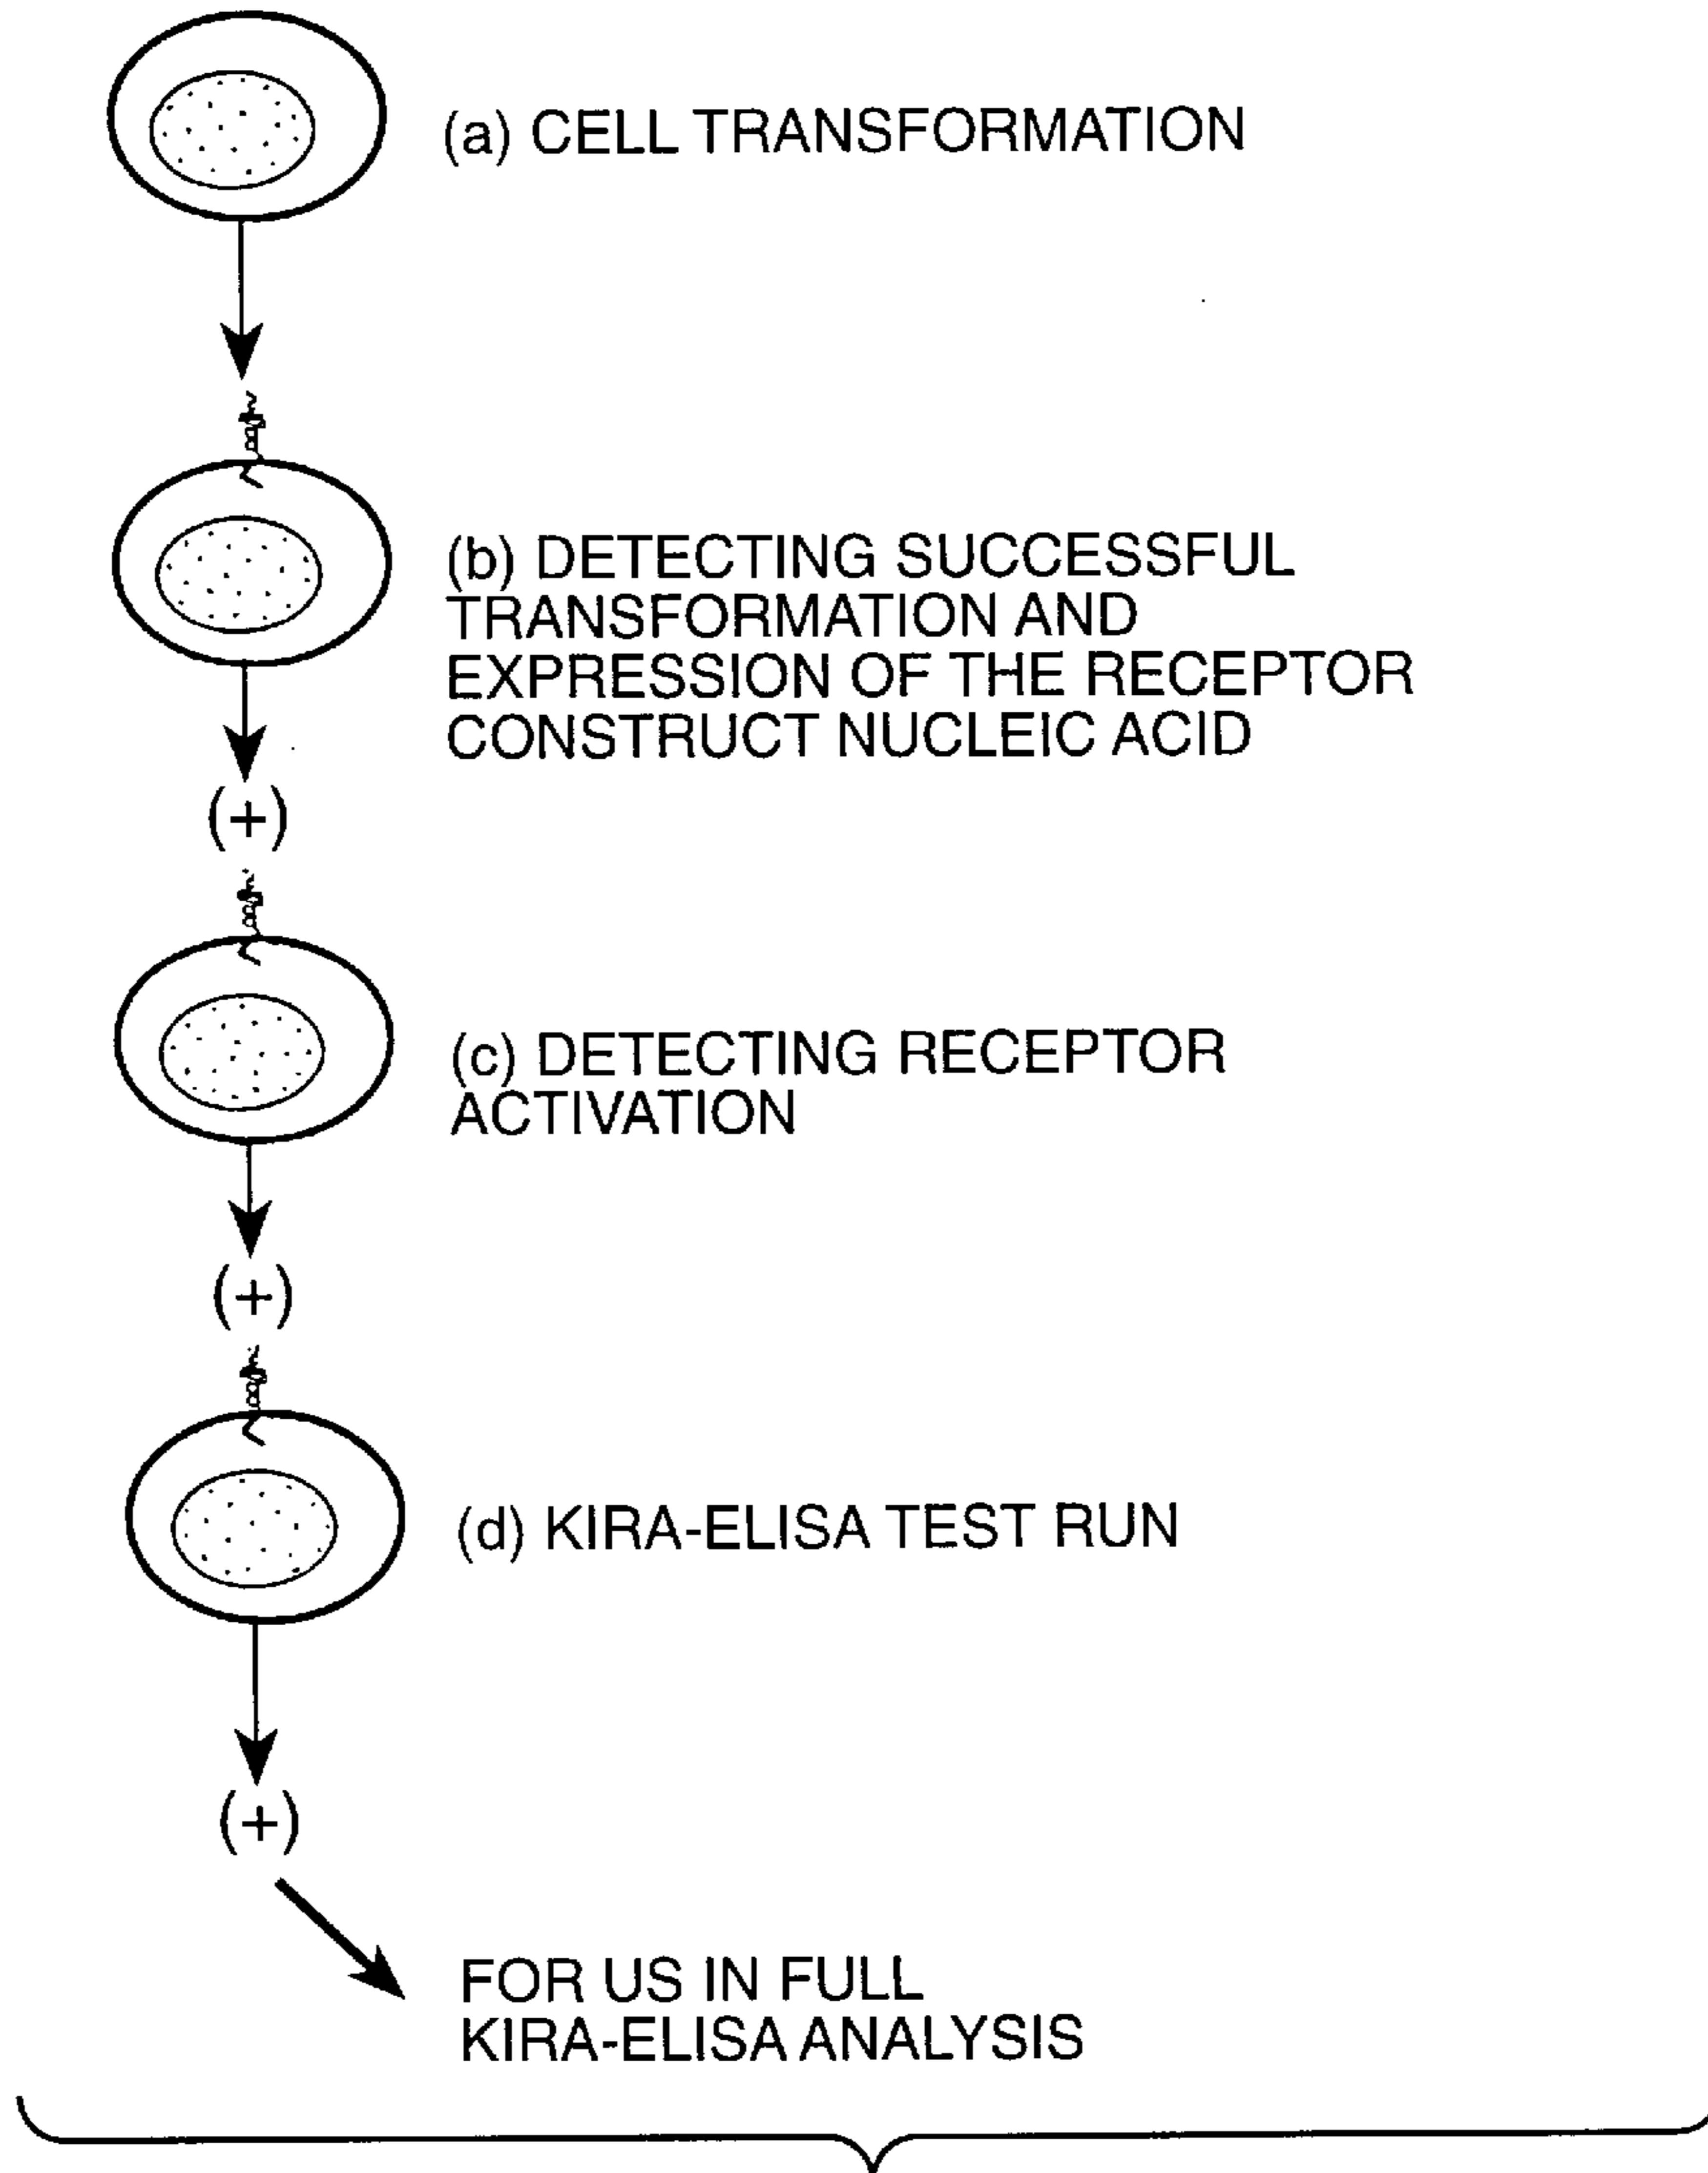 (a) CELL TRANSFORMATION
(b) DETECTING SUCCESSFUL
TRANSFORMATION AND
EXPRESSION OF THE RECEPTOR
CONSTRUCT NUCLEIC ACID
(+)
(c) DETECTING RECEPTOR
ACTIVATION
(+)
(d) KIRA-ELISA TEST RUN
(+)
FOR US IN FULL
KIRA-ELISA ANALYSIS